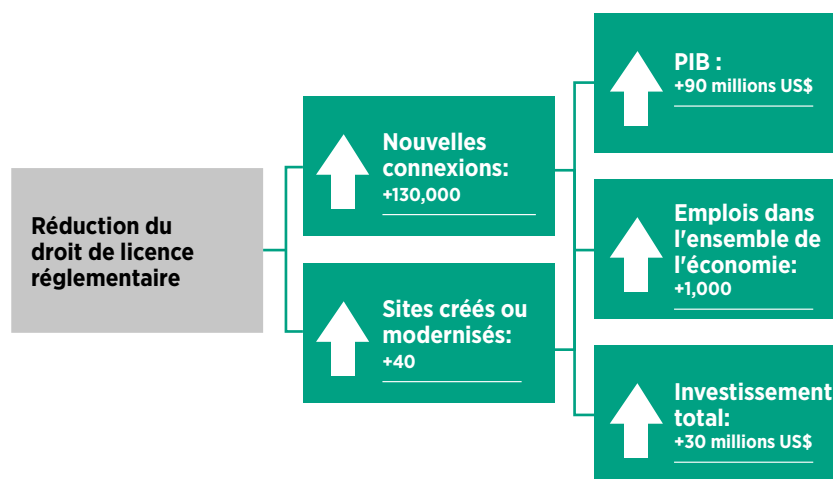 Réduction du
droit de licence
réglementaire
Nouvelles
connexions:
+130,000
Sites créés ou
modernisés:
+40
PIB :
+90 millions US$
Emplois dans
l'ensemble de
l'économie:
+1,000
Investissement
total:
+30 millions US$